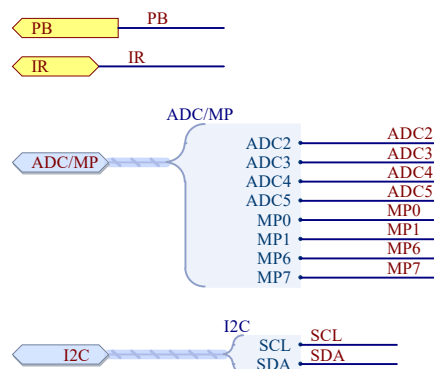 PB PB
IR IR
ADC/MP
ADC/MP
ADC2 ADC2
ADC3 ADC3
ADC4 ADC4
ADC5 ADC5
MP0 MP0
MP1 MP1
MP6 MP6
MP7 MP7
I2C
I2C
SCL SCL
SDA SDA